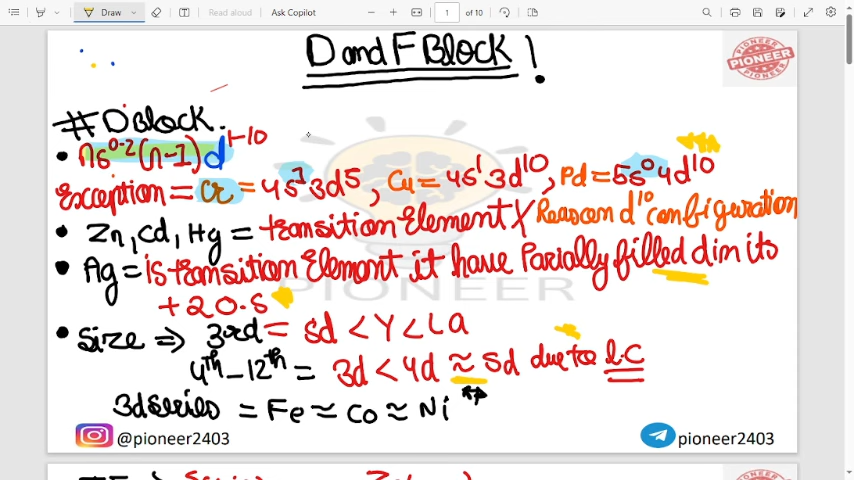 Draw
Read aloud
Ask Copilot
1 of 10
D and F Block!
PIONEER
# D Block.
• ns⁰⁻² (n-1) d¹⁻¹⁰
Exception = Cr = 4s¹ 3d⁵, Cu = 4s¹ 3d¹⁰, Pd = 5s⁰ 4d¹⁰
• Zn, Cd, Hg = transition Element X Reason d¹⁰ configuration
• Ag = is transition Element it have Partially filled d in its
+2 O.S
• Size ⇒ 3rd = Sd < Y < La
4th - 12th = 3d < 4d ≈ 5d due to l.C
3d series = Fe ≈ Co ≈ Ni
PIONEER
@pioneer2403
pioneer2403